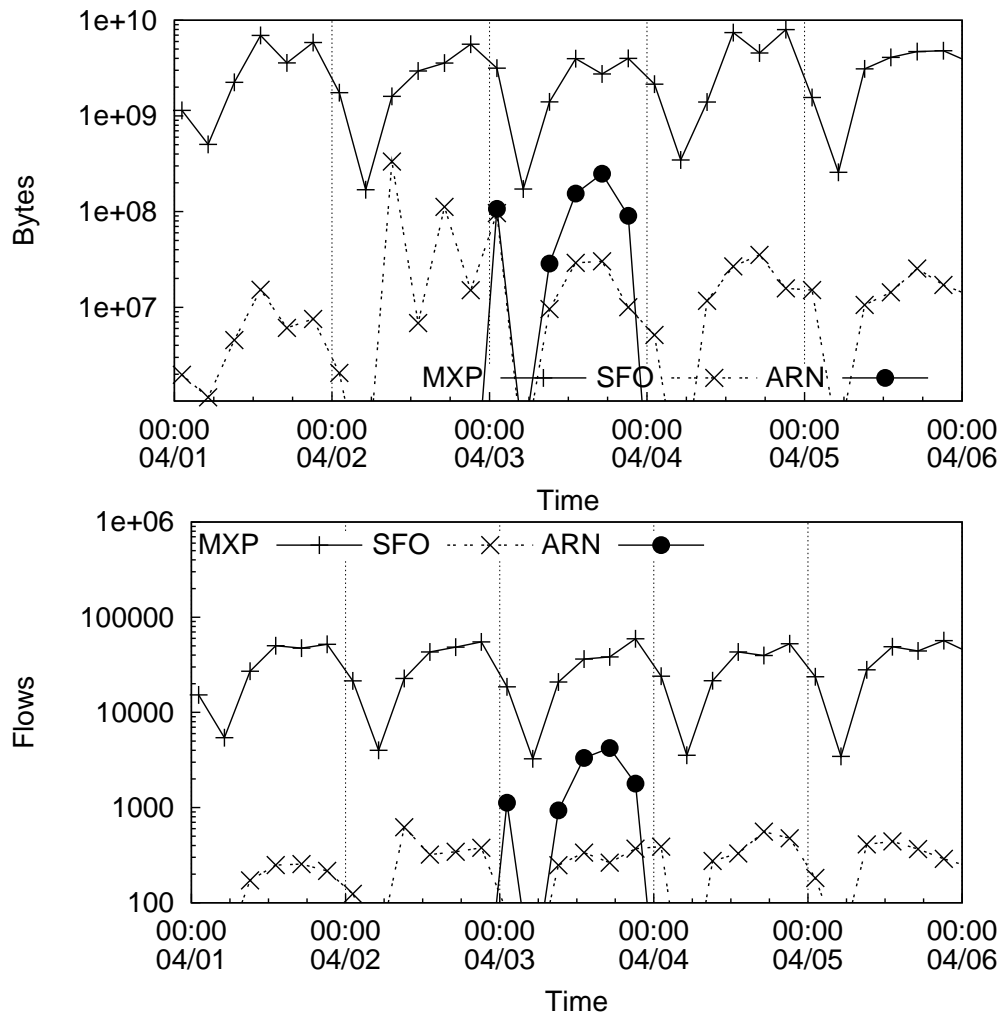 1e+10
1e+09
1e+08
1e+07
Bytes
MXP SFO ARN
00:00 00:00 00:00 00:00 00:00 00:00
04/01 04/02 04/03 04/04 04/05 04/06
Time
1e+06
MXP SFO ARN
100000
10000
1000
100
Flows
00:00 00:00 00:00 00:00 00:00 00:00
04/01 04/02 04/03 04/04 04/05 04/06
Time